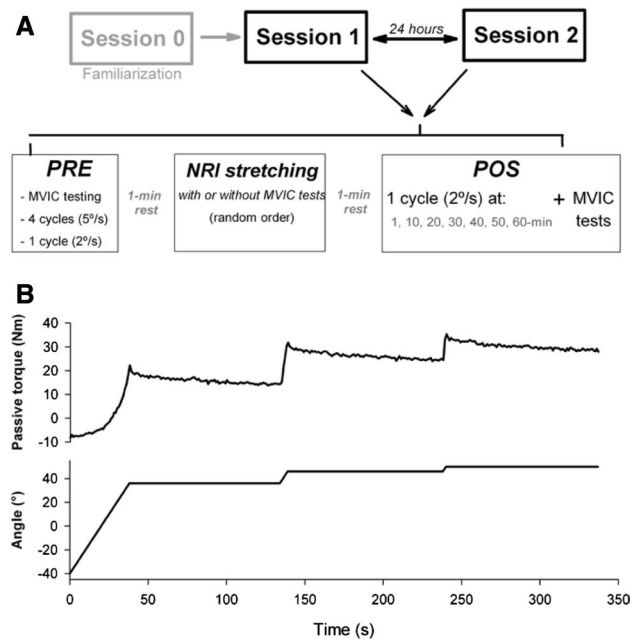 A
Session 0
Familiarization
Session 1
24 hours
Session 2
PRE
- MVIC testing
- 4 cycles (5º/s)
- 1 cycle (2º/s)
1-min
rest
NRI stretching
with or without MVIC tests
(random order)
1-min
rest
POS
1 cycle (2º/s) at:
1, 10, 20, 30, 40, 50, 60-min
+ MVIC
tests
B
Passive torque (Nm)
40
30
20
10
0
-10
Angle (°)
40
20
0
-20
-40
0 50 100 150 200 250 300 350
Time (s)